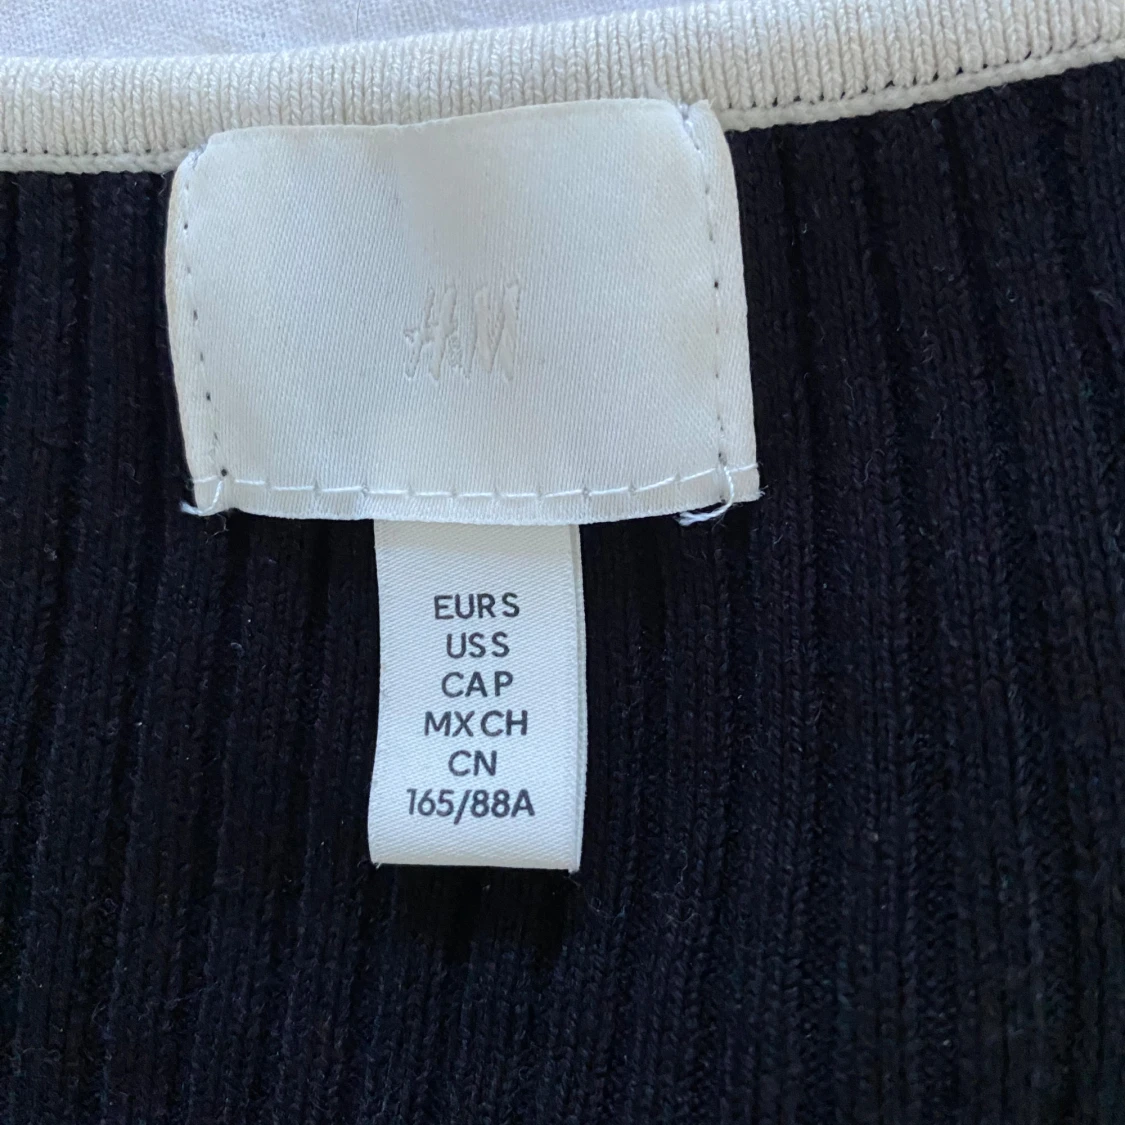 H&M
EUR S
US S
CA P
MX CH
CN
165/88A